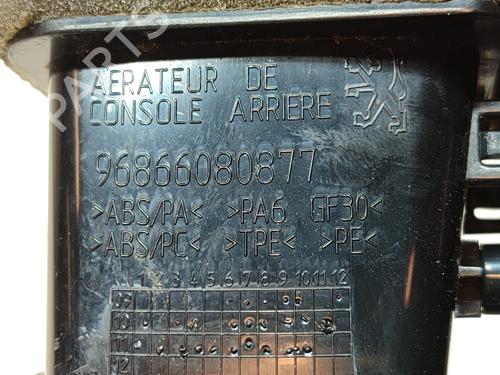 AERATEUR DE
CONSOLE ARRIERE
96866080877
>ABS/PA< >PA6 GF30<
>ABS/PC< >TPE< >PE<
1 2 3 4 5 6 7 8 9 10 11 12
09
10
11
12
PARTS